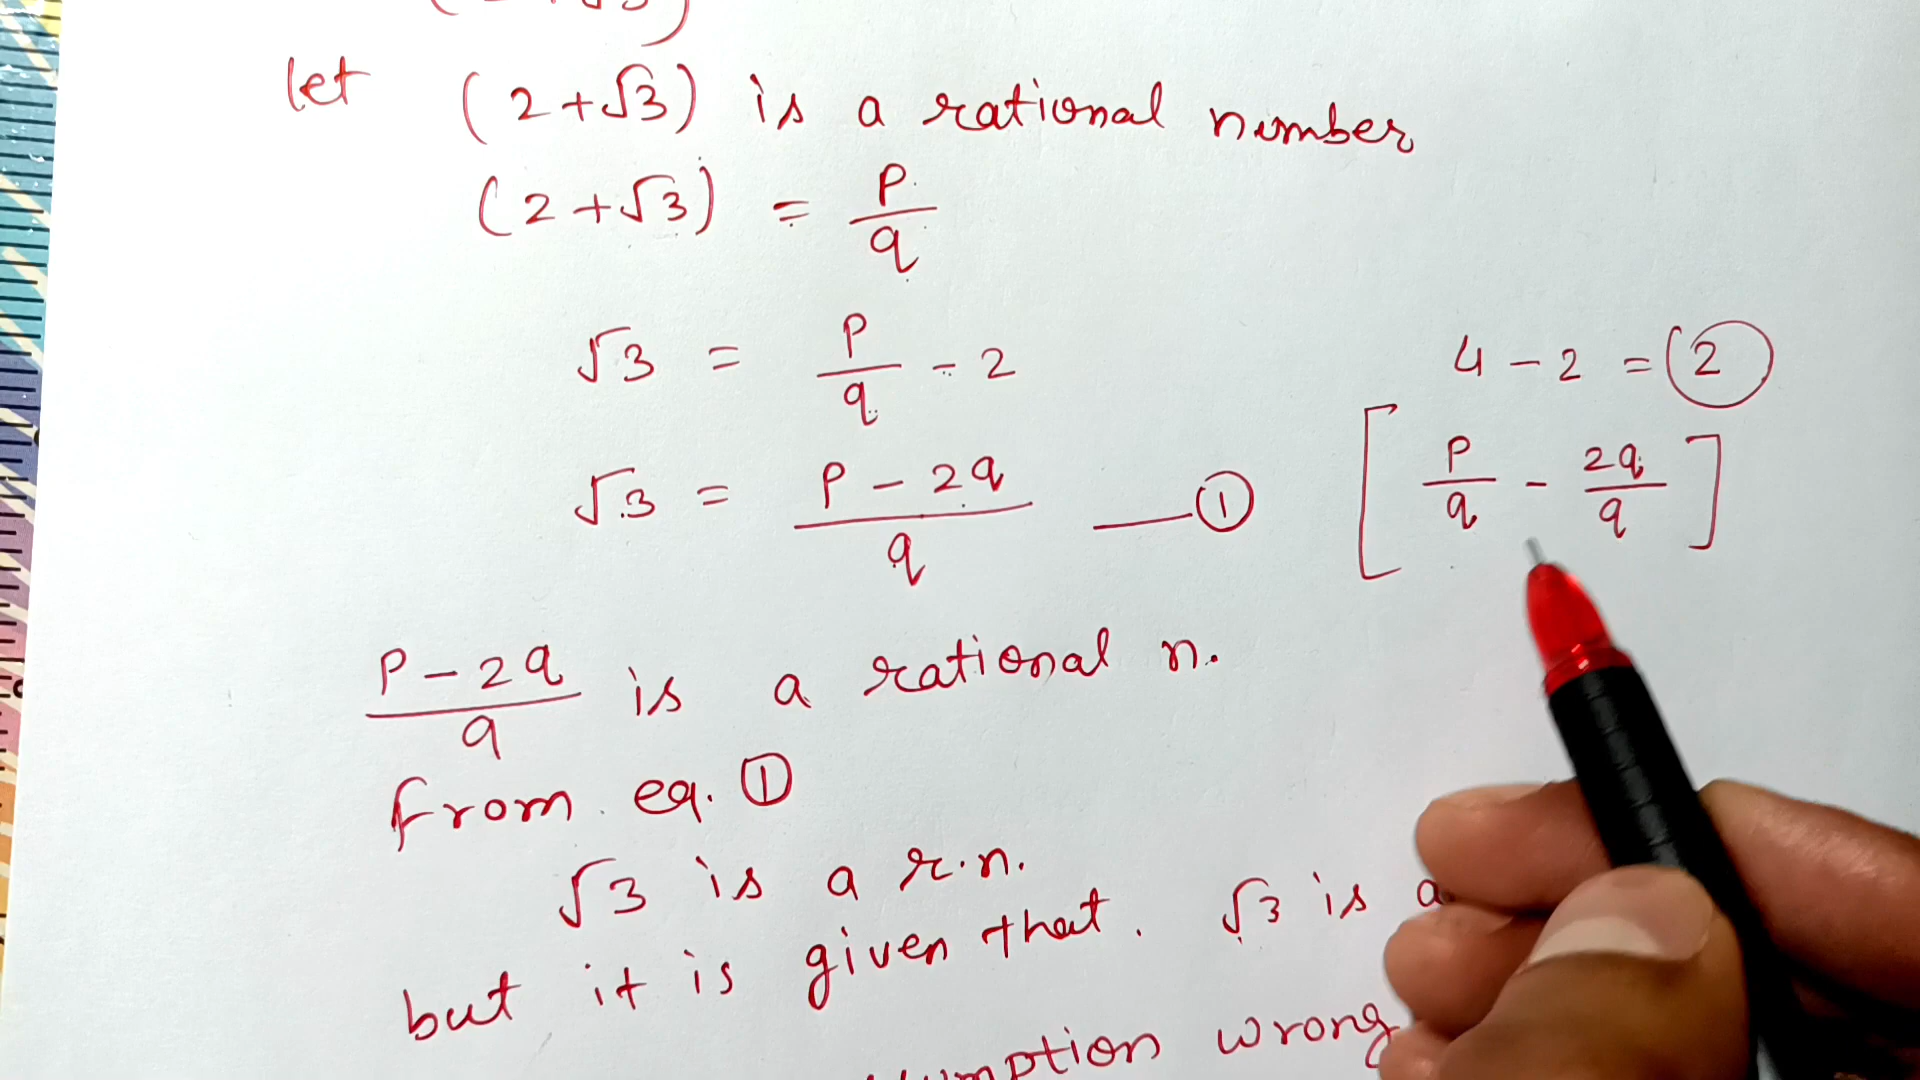 let (2+√3) is a rational number
(2+√3) = p/q
√3 = p/q - 2
4 - 2 = 2
√3 = p - 2q/q —①
[p/q - 2q/q]
p - 2q/q is a rational n.
from eq. ①
√3 is a r.n.
but it is given that. √3 is a
wrong